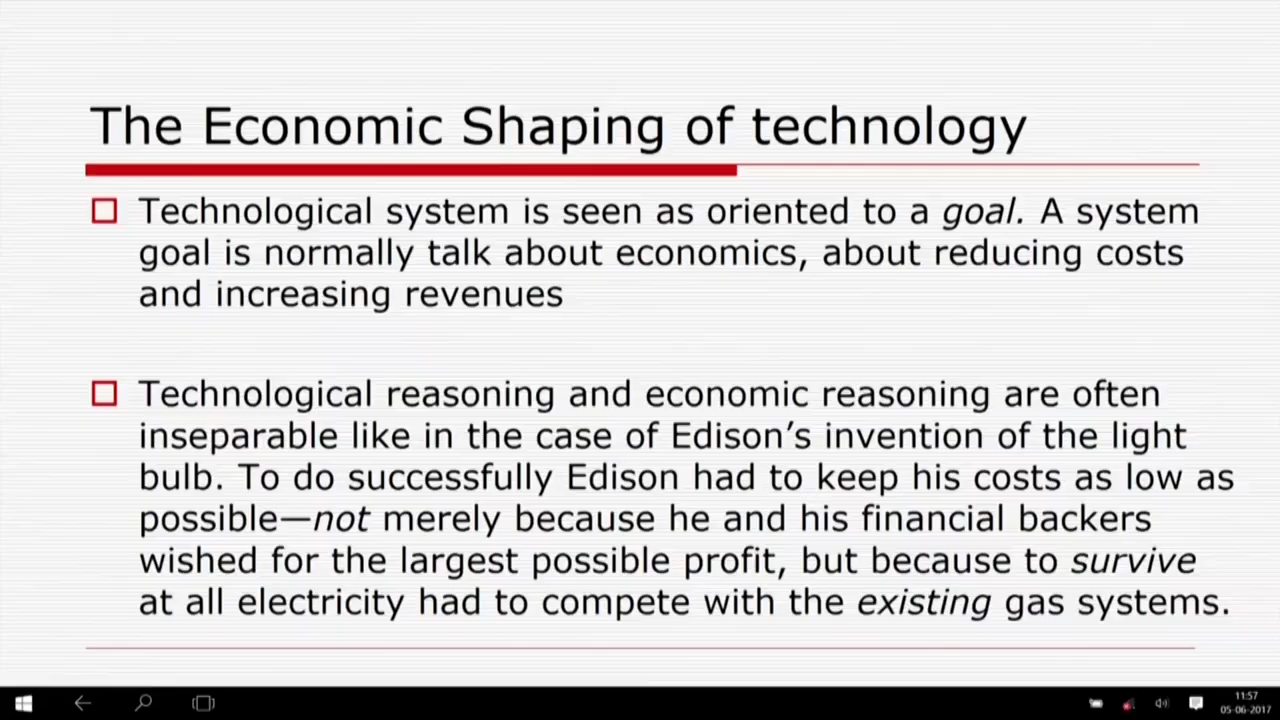 The Economic Shaping of technology
Technological system is seen as oriented to a goal. A system
goal is normally talk about economics, about reducing costs
and increasing revenues
Technological reasoning and economic reasoning are often
inseparable like in the case of Edison’s invention of the light
bulb. To do successfully Edison had to keep his costs as low as
possible—not merely because he and his financial backers
wished for the largest possible profit, but because to survive
at all electricity had to compete with the existing gas systems.
11:57
05-06-2017